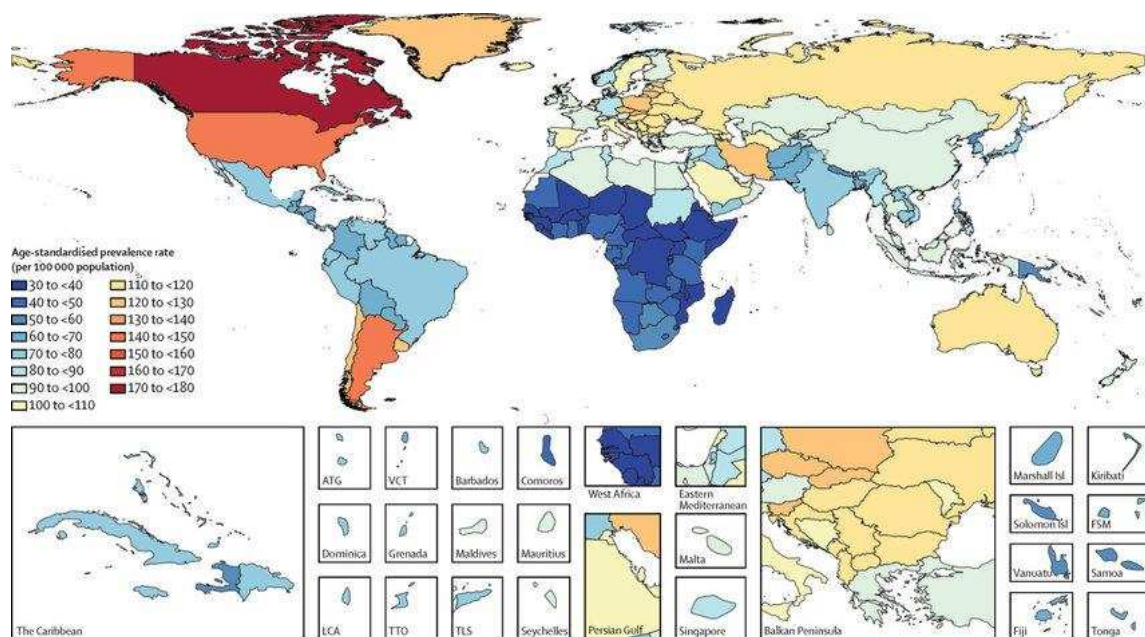 Age-standardised prevalence rate
(per 100 000 population)
30 to <40
40 to <50
50 to <60
60 to <70
70 to <80
80 to <90
90 to <100
100 to <110
110 to <120
120 to <130
130 to <140
140 to <150
150 to <160
160 to <170
170 to <180
The Caribbean
ATG
VCT
Barbados
Comoros
Dominica
Grenada
Maldives
Mauritius
LCA
TTO
TLS
Seychelles
West Africa
Eastern
Mediterranean
Persian Gulf
Malta
Singapore
Balkan Peninsula
Marshall Isl
Kiribati
Solomon Isl
FSM
Vanuatu
Samoa
Fiji
Tonga